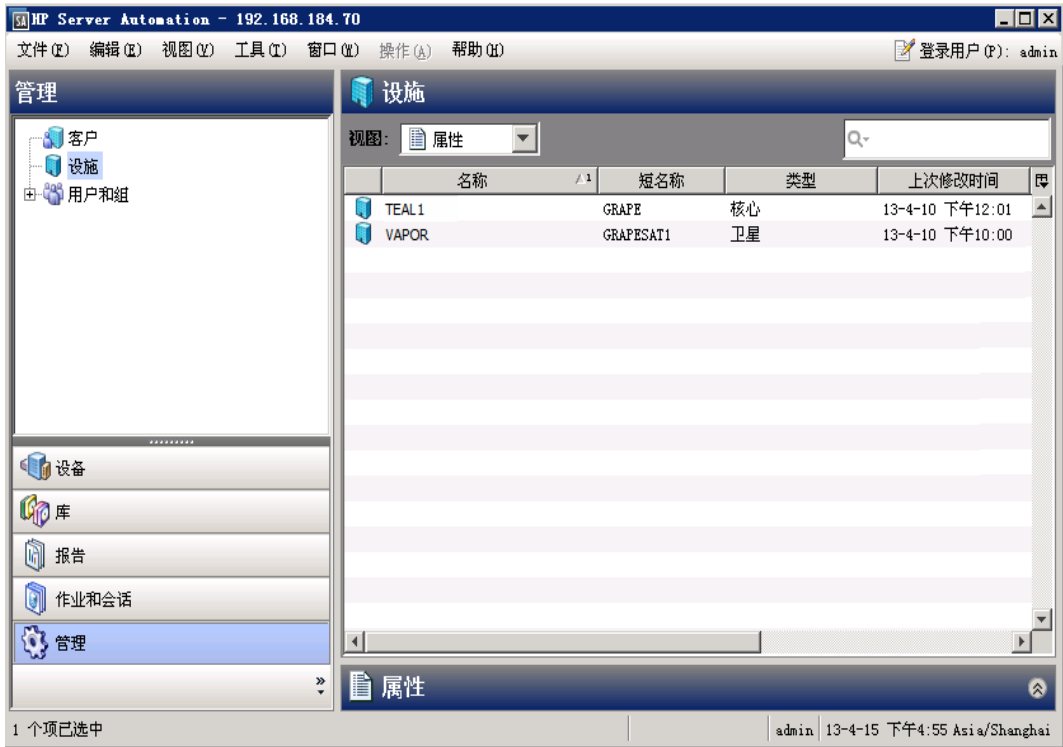 HP Server Automation - 192.168.184.70
文件(F) 编辑(E) 视图(V) 工具(T) 窗口(W) 操作(A) 帮助(H) 登录用户(P): admin
管理
客户
设施
用户和组
设备
库
报告
作业和会话
管理
设施
视图: 属性
名称 1 短名称 类型 上次修改时间
TEAL1 GRAPE 核心 13-4-10 下午12:01
VAPOR GRAPESAT1 卫星 13-4-10 下午10:00
属性
1 个项已选中 admin 13-4-15 下午4:55 Asia/Shanghai